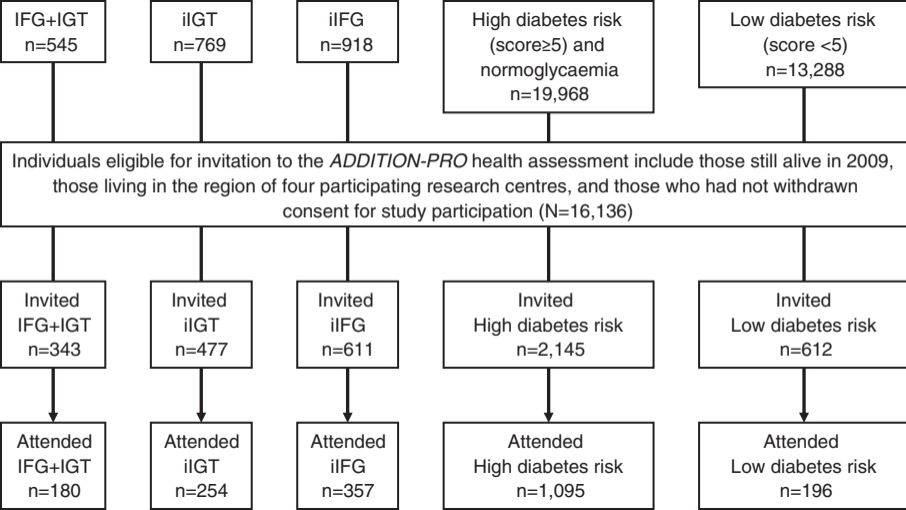 IFG+IGT
n=545
iIGT
n=769
iIFG
n=918
High diabetes risk
(score≥5) and
normoglycaemia
n=19,968
Low diabetes risk
(score <5)
n=13,288
Individuals eligible for invitation to the ADDITION-PRO health assessment include those still alive in 2009,
those living in the region of four participating research centres, and those who had not withdrawn
consent for study participation (N=16,136)
Invited
IFG+IGT
n=343
Invited
iIGT
n=477
Invited
iIFG
n=611
Invited
High diabetes risk
n=2,145
Invited
Low diabetes risk
n=612
Attended
IFG+IGT
n=180
Attended
iIGT
n=254
Attended
iIFG
n=357
Attended
High diabetes risk
n=1,095
Attended
Low diabetes risk
n=196